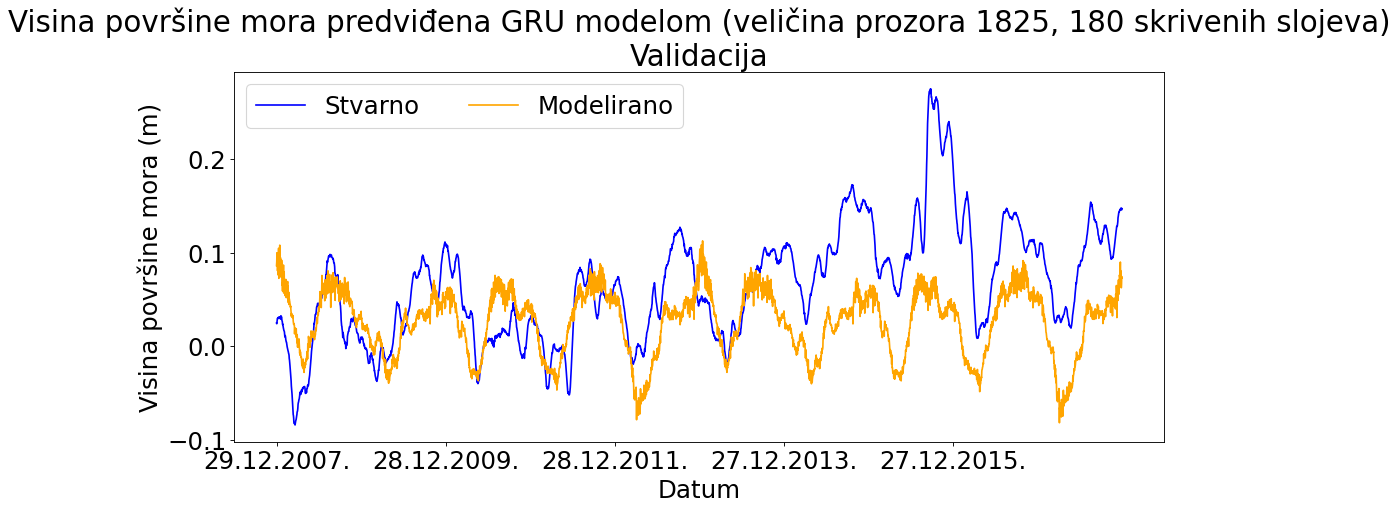 Visina površine mora predviđena GRU modelom (veličina prozora 1825, 180 skrivenih slojeva)
Validacija
Stvarno
Modelirano
Visina površine mora (m)
0.2
0.1
0.0
−0.1
29.12.2007.
28.12.2009.
28.12.2011.
27.12.2013.
27.12.2015.
Datum